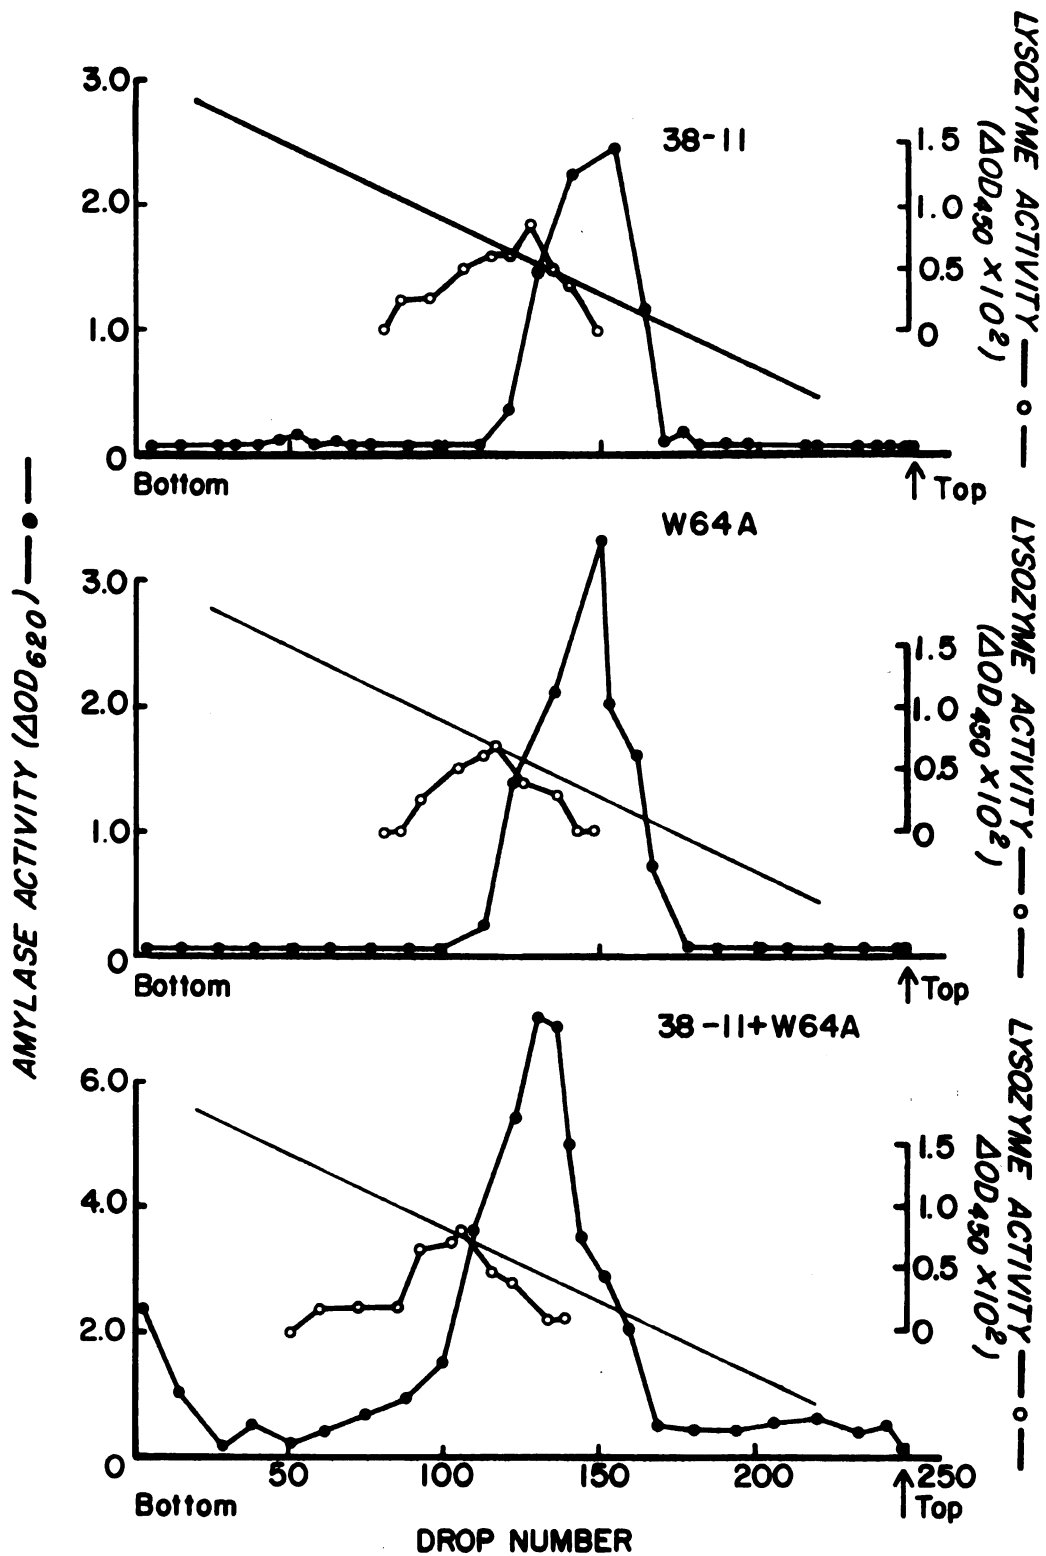 AMYLASE ACTIVITY (ΔOD620) —●—
38-11
3.0
2.0
1.0
0
Bottom
↑ Top
1.5
1.0
0.5
0
LYSOZYME ACTIVITY —○—
(ΔOD450 X10²)
W64A
3.0
2.0
1.0
0
Bottom
↑ Top
1.5
1.0
0.5
0
LYSOZYME ACTIVITY —○—
(ΔOD450 X10²)
38-11+W64A
6.0
4.0
2.0
0
50 100 150 200 250
Bottom
↑ Top
1.5
1.0
0.5
0
LYSOZYME ACTIVITY —○—
ΔOD450 X10²)
DROP NUMBER